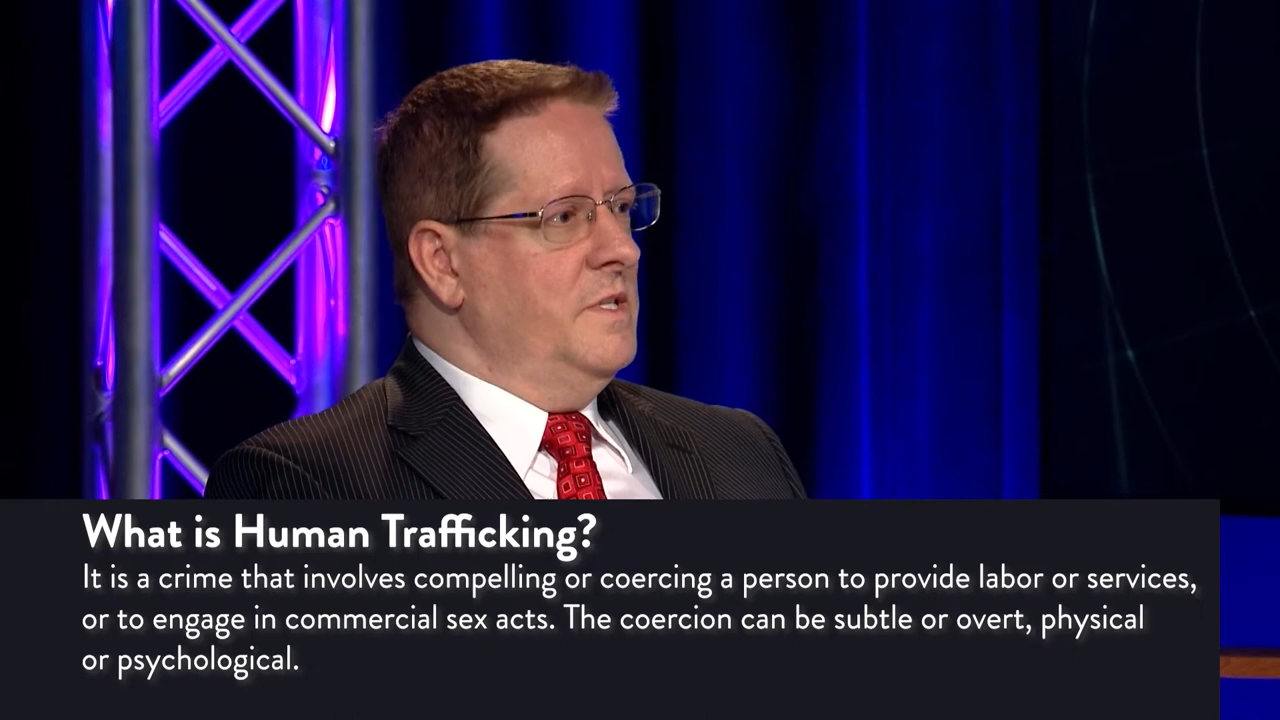 What is Human Trafficking?
It is a crime that involves compelling or coercing a person to provide labor or services,
or to engage in commercial sex acts. The coercion can be subtle or overt, physical
or psychological.